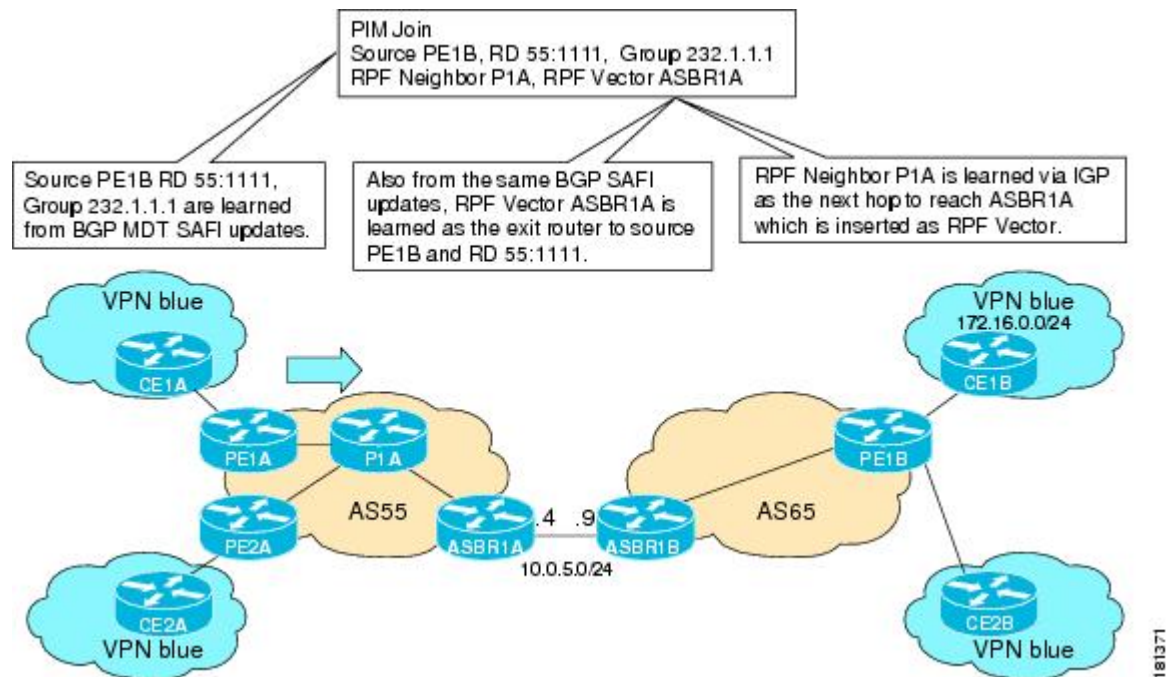 PIM Join
Source PE1B, RD 55:1111, Group 232.1.1.1
RPF Neighbor P1A, RPF Vector ASBR1A
Source PE1B RD 55:1111,
Group 232.1.1.1 are learned
from BGP MDT SAFI updates.
Also from the same BGP SAFI
updates, RPF Vector ASBR1A is
learned as the exit router to source
PE1B and RD 55:1111.
RPF Neighbor P1A is learned via IGP
as the next hop to reach ASBR1A
which is inserted as RPF Vector.
VPN blue
CE1A
VPN blue
172.16.0.0/24
CE1B
PE1A
P1A
PE1B
AS55
AS65
PE2A
ASBR1A
.4
.9
ASBR1B
10.0.5.0/24
CE2A
VPN blue
CE2B
VPN blue
181371